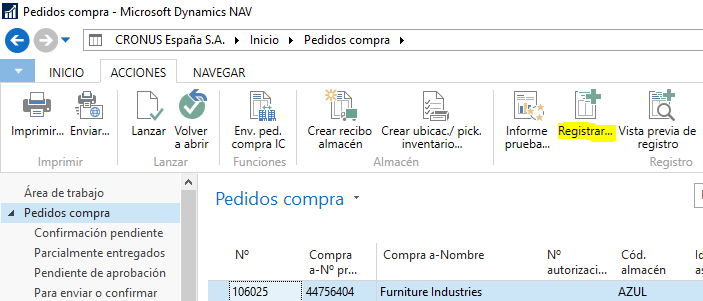 Pedidos compra - Microsoft Dynamics NAV
CRONUS España S.A. Inicio Pedidos compra
INICIO ACCIONES NAVEGAR
Imprimir... Enviar... Lanzar Volver a abrir Env. ped. compra IC Crear recibo almacén Crear ubicac./ pick. inventario... Informe prueba... Registrar... Vista previa de registro
Imprimir Lanzar Funciones Almacén Registro
Área de trabajo
Pedidos compra
Confirmación pendiente
Parcialmente entregados
Pendiente de aprobación
Para enviar o confirmar
Pedidos compra
Nº Compra a-Nº pr... Compra a-Nombre Nº autorizaci... Cód. almacén
106025 44756404 Furniture Industries AZUL